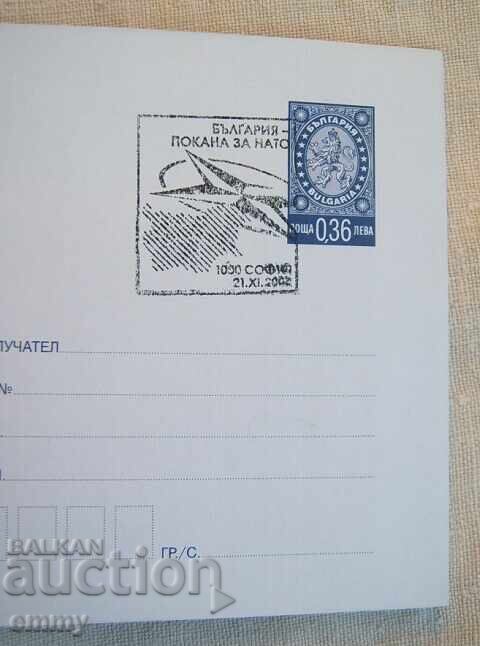 БЪЛГАРИЯ –
ПОКАНА ЗА НАТО
1000 СОФИЯ
21.XI.2002
БЪЛГАРИЯ
BULGARIA
ПОЩА 0,36 ЛЕВА
ЛУЧАТЕЛ
№
ГР./С.
BALKAN
auction
emmy